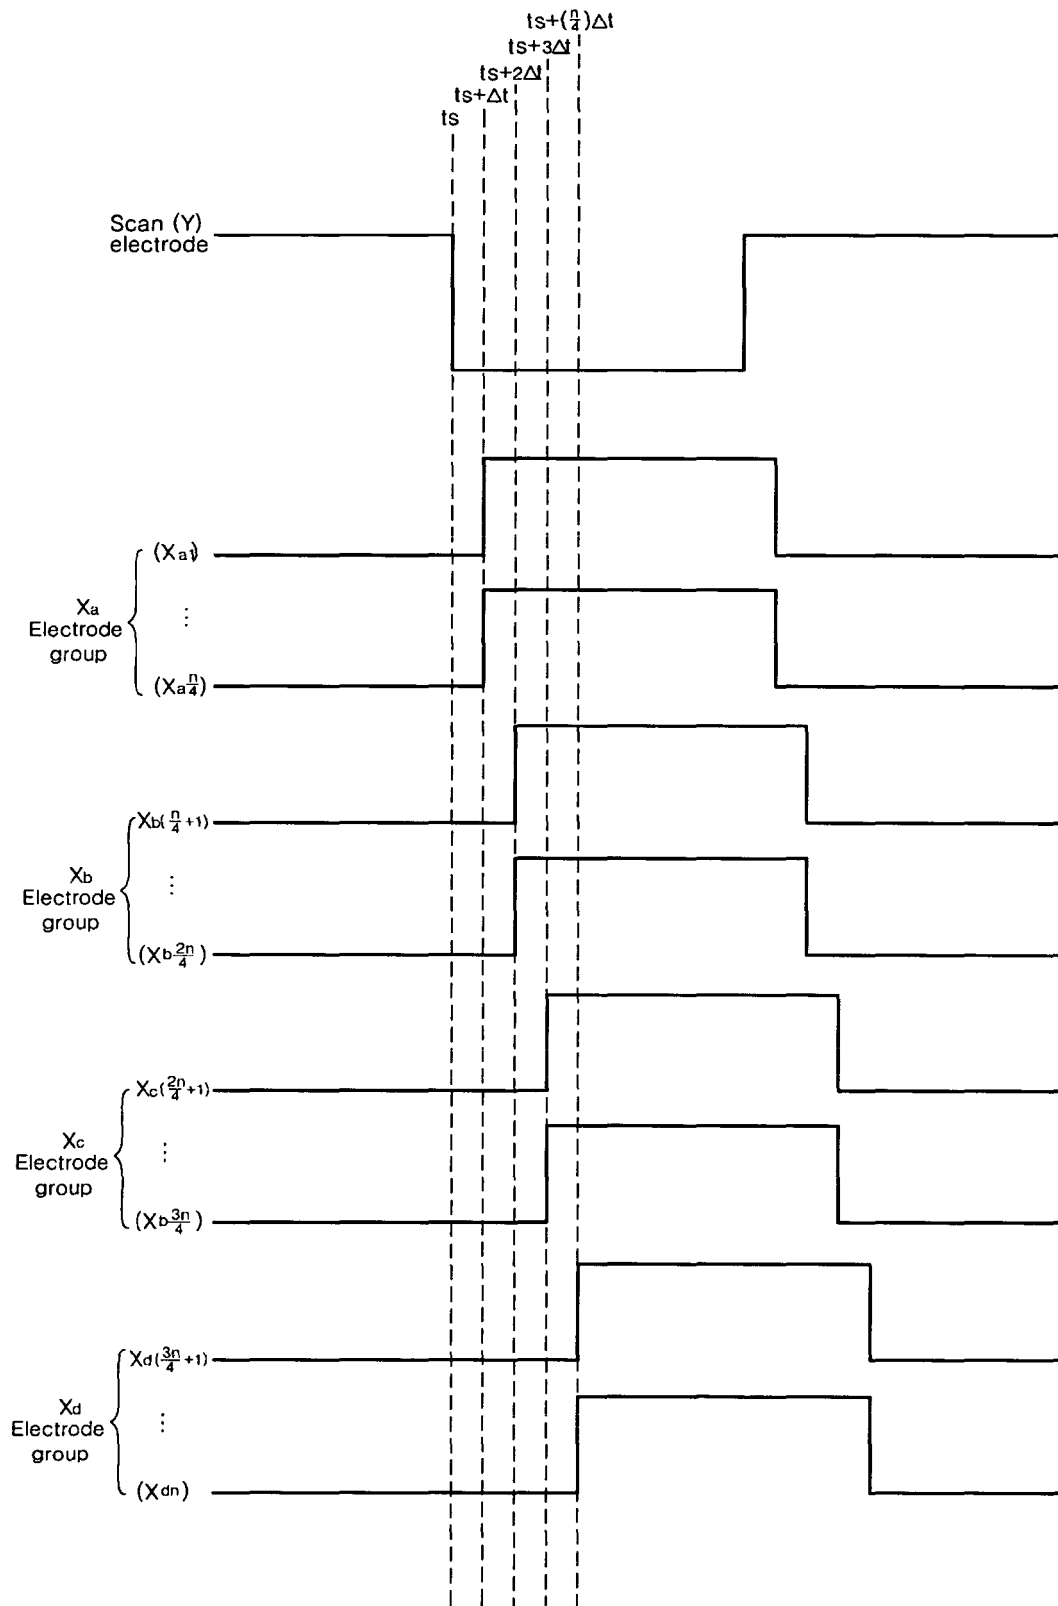 ts+(n/4)Δt
ts+3Δt
ts+2Δt
ts+Δt
ts
Scan (Y)
electrode
(Xa1)
Xa
Electrode
group
⋮
(Xa n/4)
Xb(n/4+1)
Xb
Electrode
group
⋮
(Xb 2n/4)
Xc(2n/4+1)
Xc
Electrode
group
⋮
(Xb 3n/4)
Xd(3n/4+1)
Xd
Electrode
group
⋮
(Xdn)